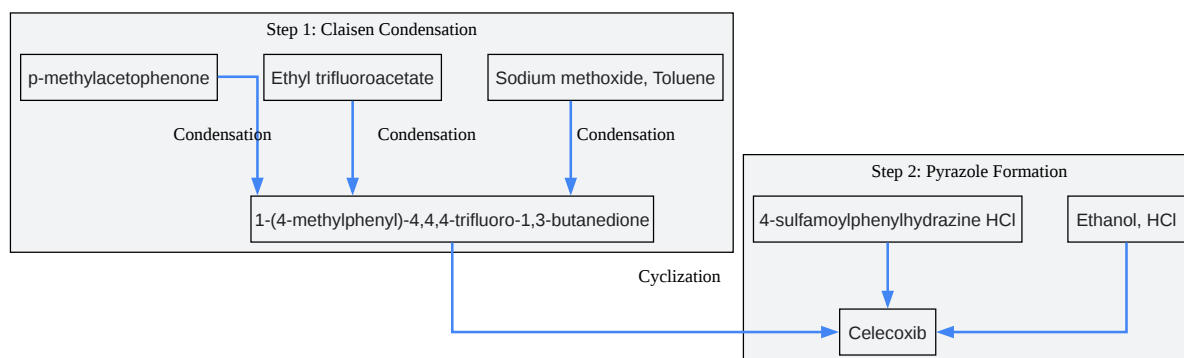 Step 1: Claisen Condensation
p-methylacetophenone
Ethyl trifluoroacetate
Sodium methoxide, Toluene
Condensation
Condensation
Condensation
1-(4-methylphenyl)-4,4,4-trifluoro-1,3-butanedione
Step 2: Pyrazole Formation
4-sulfamoylphenylhydrazine HCl
Ethanol, HCl
Cyclization
Celecoxib